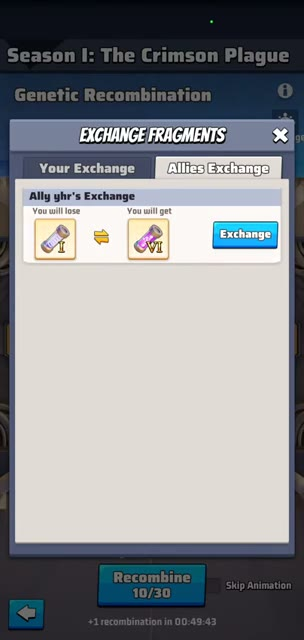 Season I: The Crimson Plague
Genetic Recombination
EXCHANGE FRAGMENTS
Your Exchange
Allies Exchange
Ally yhr's Exchange
You will lose
You will get
I
VI
Exchange
Recombine
10/30
Skip Animation
+1 recombination in 00:49:43